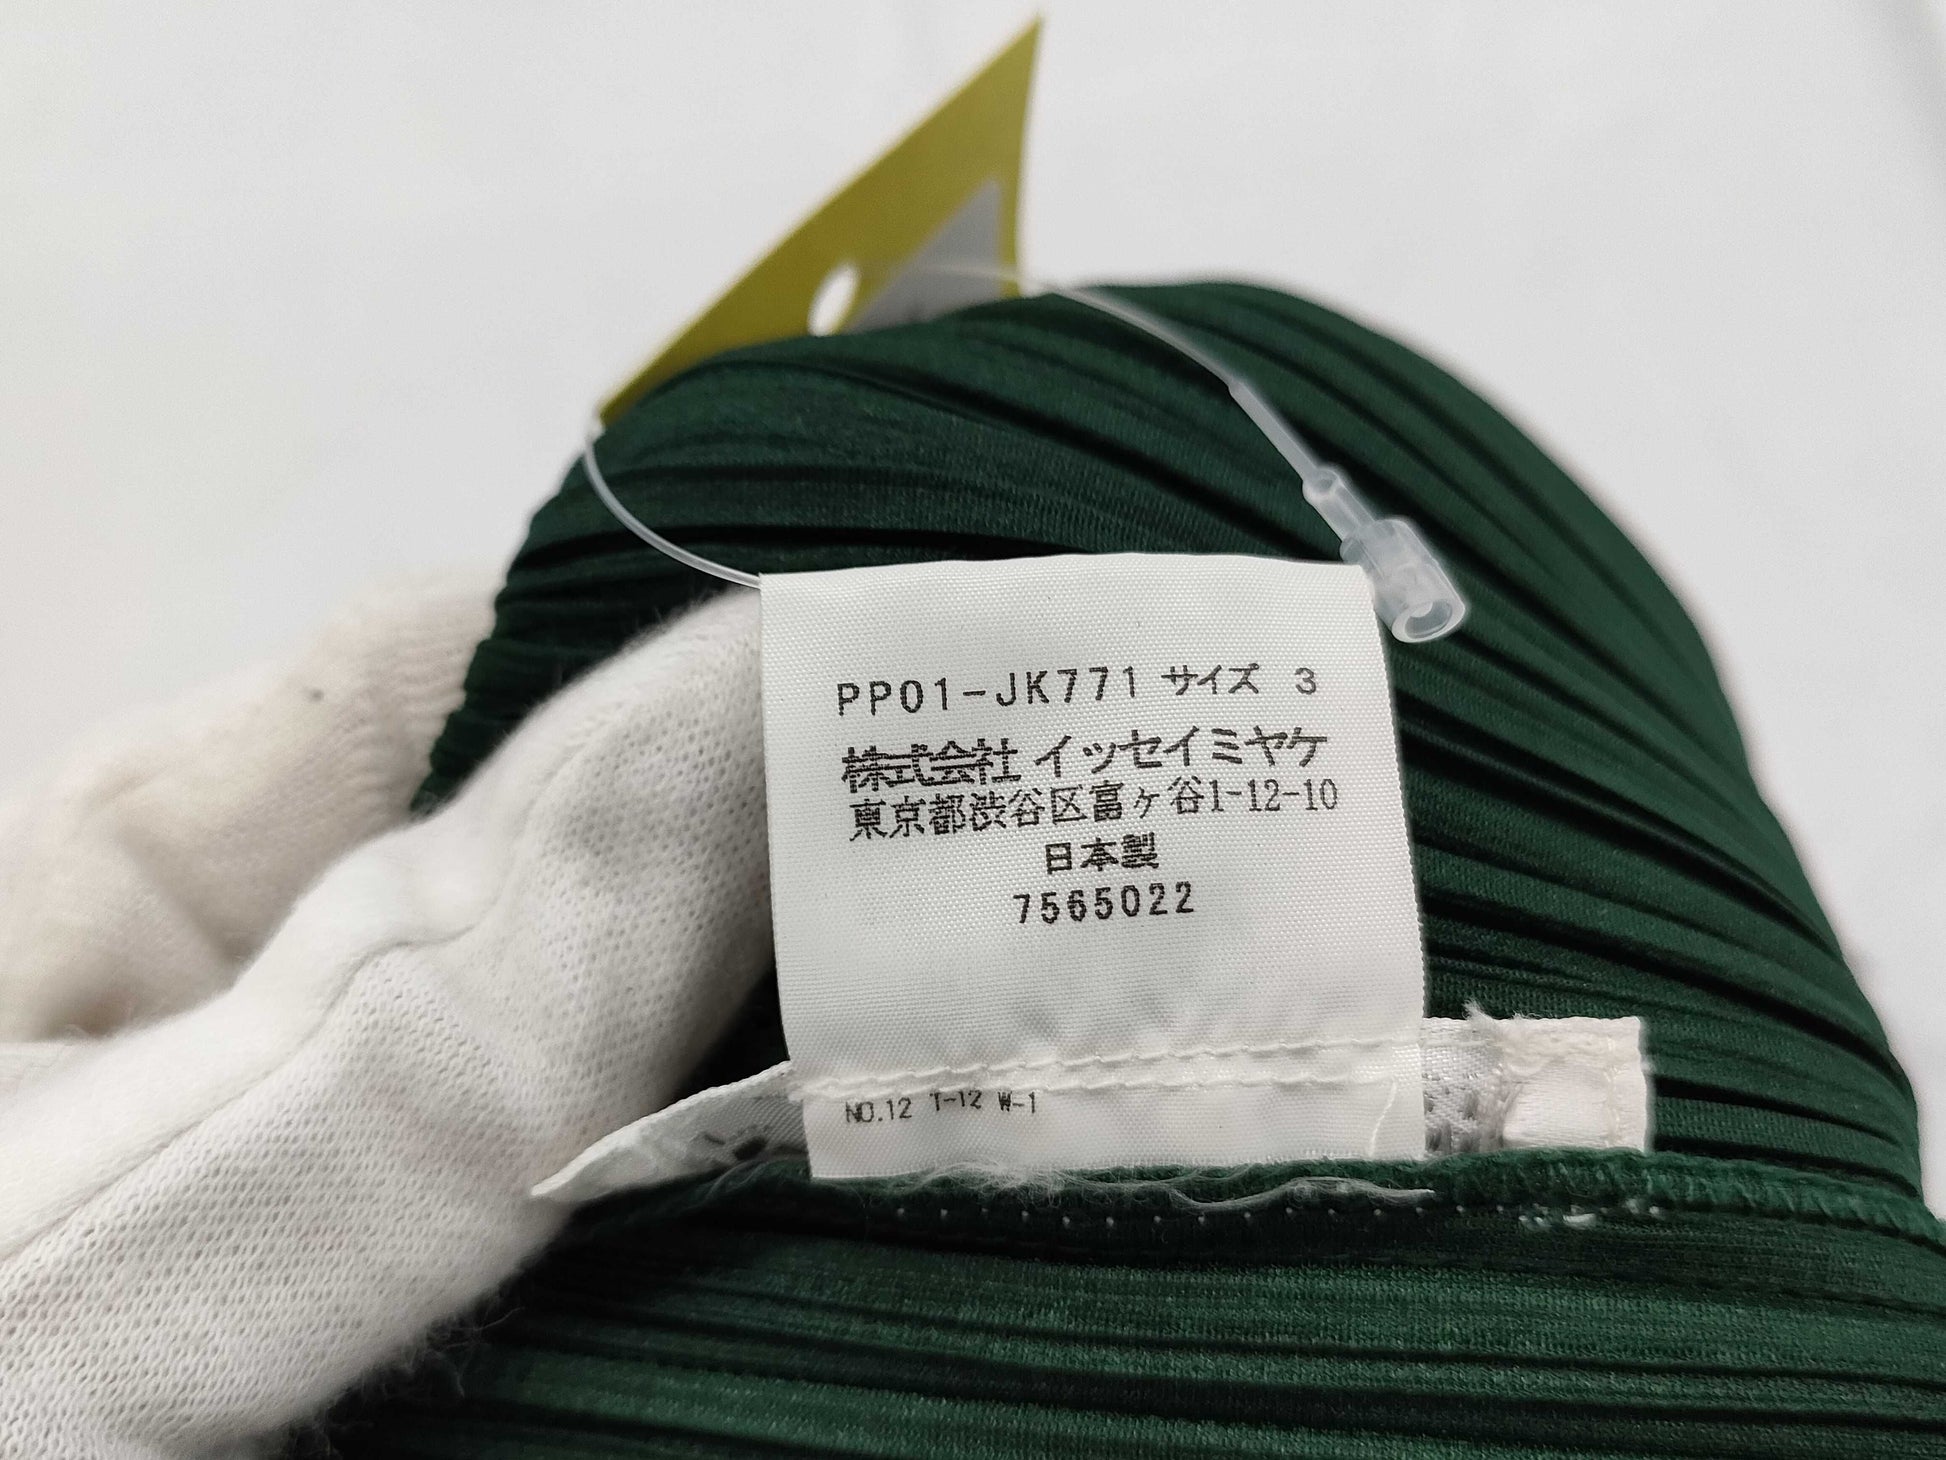 PP01-JK771 サイズ 3
株式会社 イッセイミヤケ
東京都渋谷区富ヶ谷1-12-10
日本製
7565022
NO.12 T-12 W-1